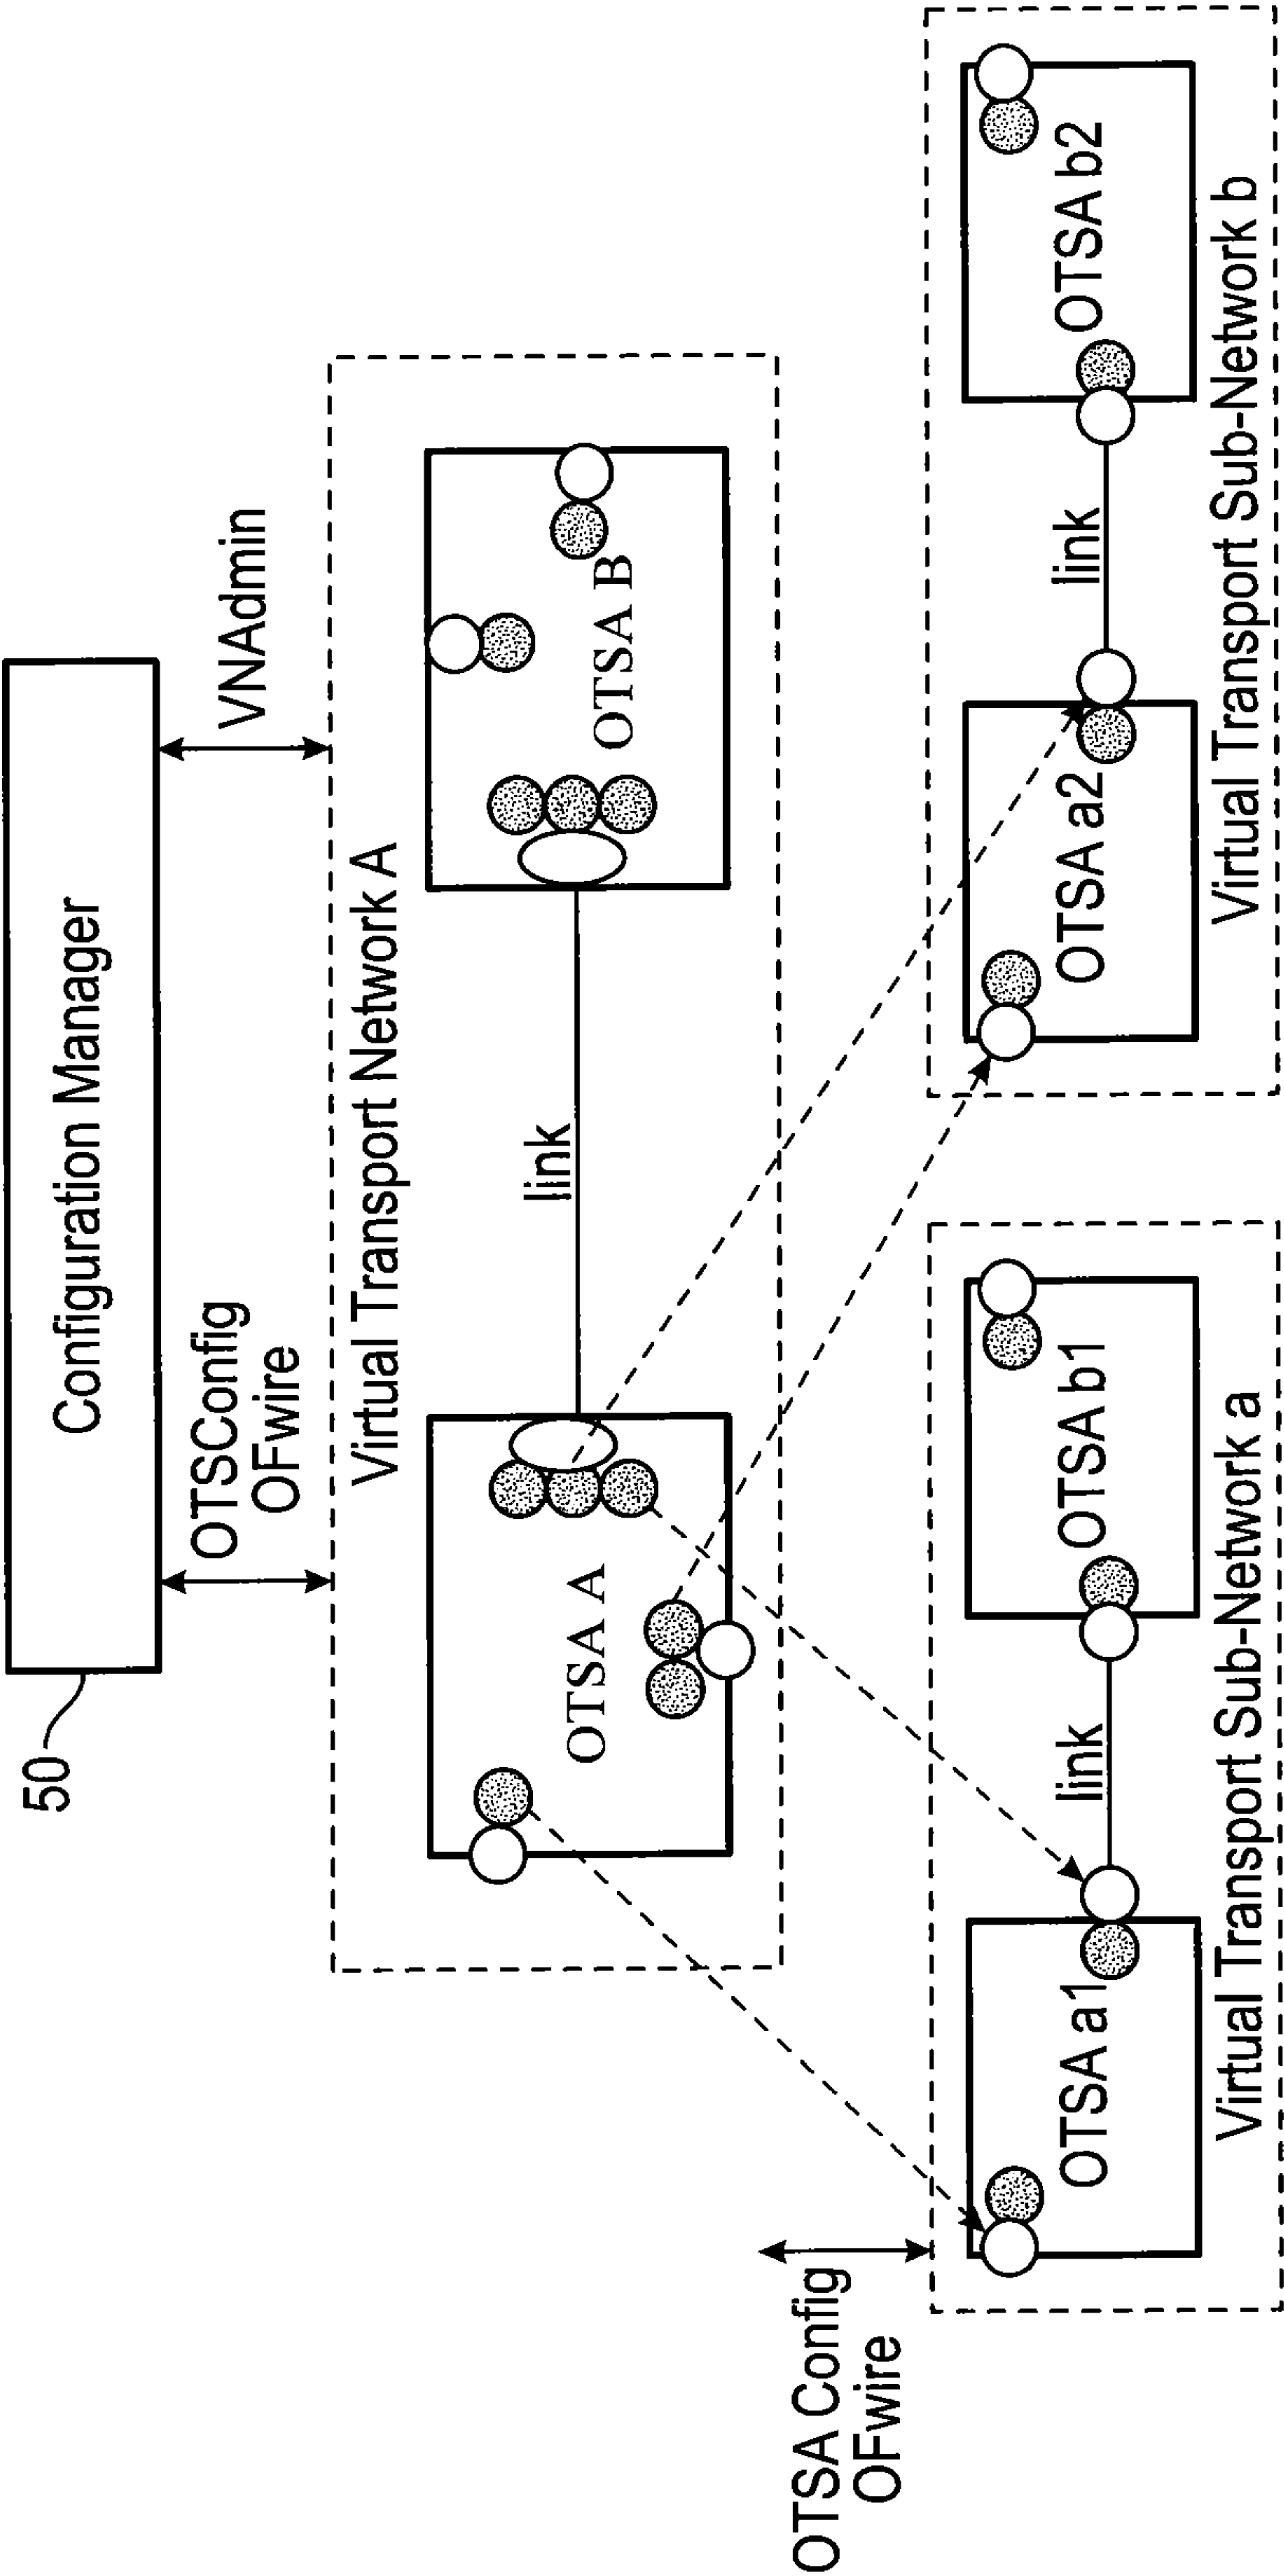 50
Configuration Manager
OTSConfig
OFwire
VNAdmin
Virtual Transport Network A
OTSA A
link
OTSA B
OTSA Config
OFwire
OTSA a1
link
OTSA b1
Virtual Transport Sub-Network a
OTSA a2
link
OTSA b2
Virtual Transport Sub-Network b